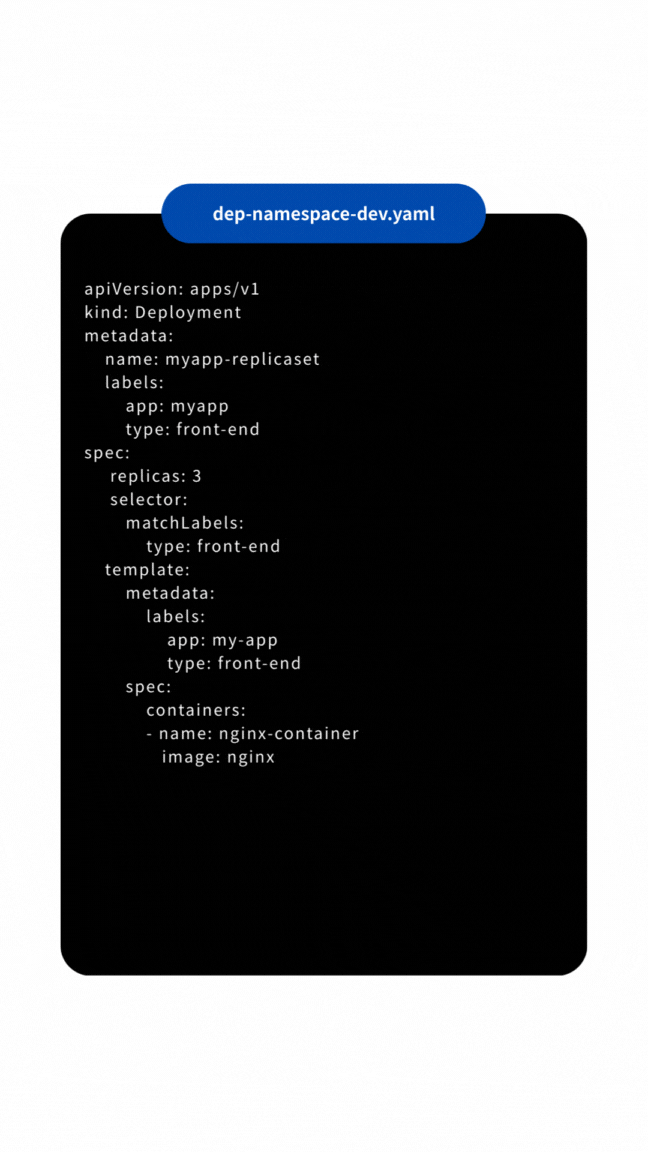 dep-namespace-dev.yaml
apiVersion: apps/v1
kind: Deployment
metadata:
    name: myapp-replicaset
    labels:
        app: myapp
        type: front-end
spec:
     replicas: 3
     selector:
        matchLabels:
            type: front-end
    template:
        metadata:
            labels:
                app: my-app
                type: front-end
        spec:
            containers:
            - name: nginx-container
               image: nginx